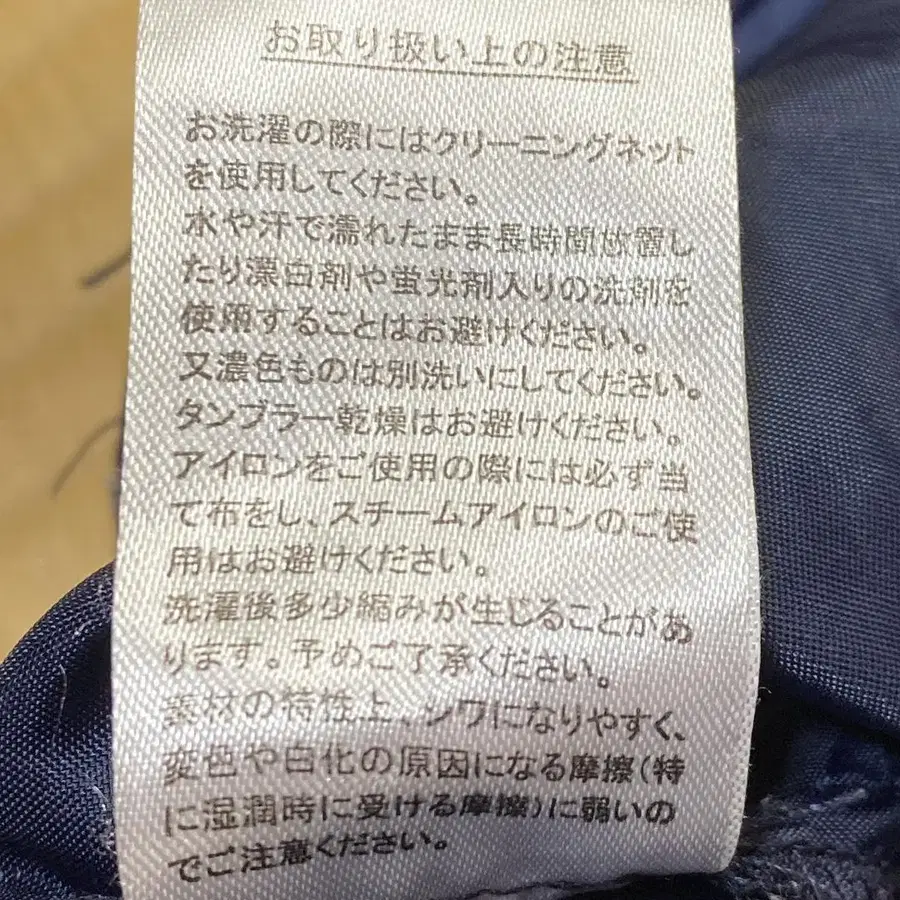 お取り扱い上の注意
お洗濯の際にはクリーニングネット
を使用してください。
水や汗で濡れたまま長時間放置し
たり漂白剤や蛍光剤入りの洗剤を
使用することはお避けください。
又濃色ものは別洗いにしてください。
タンブラー乾燥はお避けください。
アイロンをご使用の際には必ず当
て布をし、スチームアイロンのご使
用はお避けください。
洗濯後多少縮みが生じることがあ
ります。予めご了承ください。
素材の特性上、シワになりやすく、
変色や白化の原因になる摩擦(特
に湿潤時に受ける摩擦)に弱いの
でご注意ください。